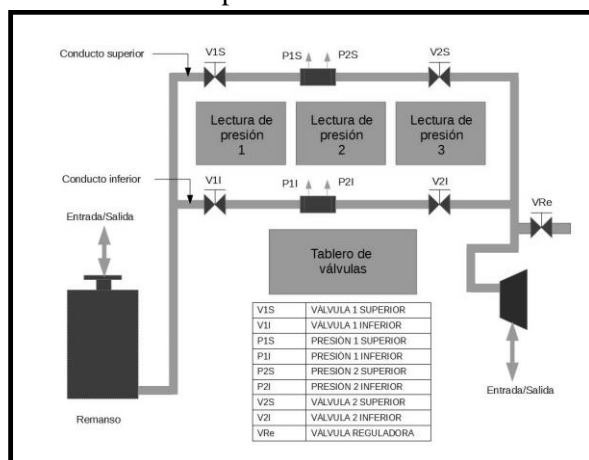 V1S
P1S
P2S
V2S
Conducto superior
Lectura de
presión
1
Lectura de
presión
2
Lectura de
presión
3
Conducto inferior
V1I
P1I
P2I
V2I
VRe
Entrada/Salida
Tablero de
válvulas
V1S VÁLVULA 1 SUPERIOR
V1I VÁLVULA 1 INFERIOR
P1S PRESIÓN 1 SUPERIOR
P1I PRESIÓN 1 INFERIOR
P2S PRESIÓN 2 SUPERIOR
P2I PRESIÓN 2 INFERIOR
V2S VÁLVULA 2 SUPERIOR
V2I VÁLVULA 2 INFERIOR
VRe VÁLVULA REGULADORA
Entrada/Salida
Remanso